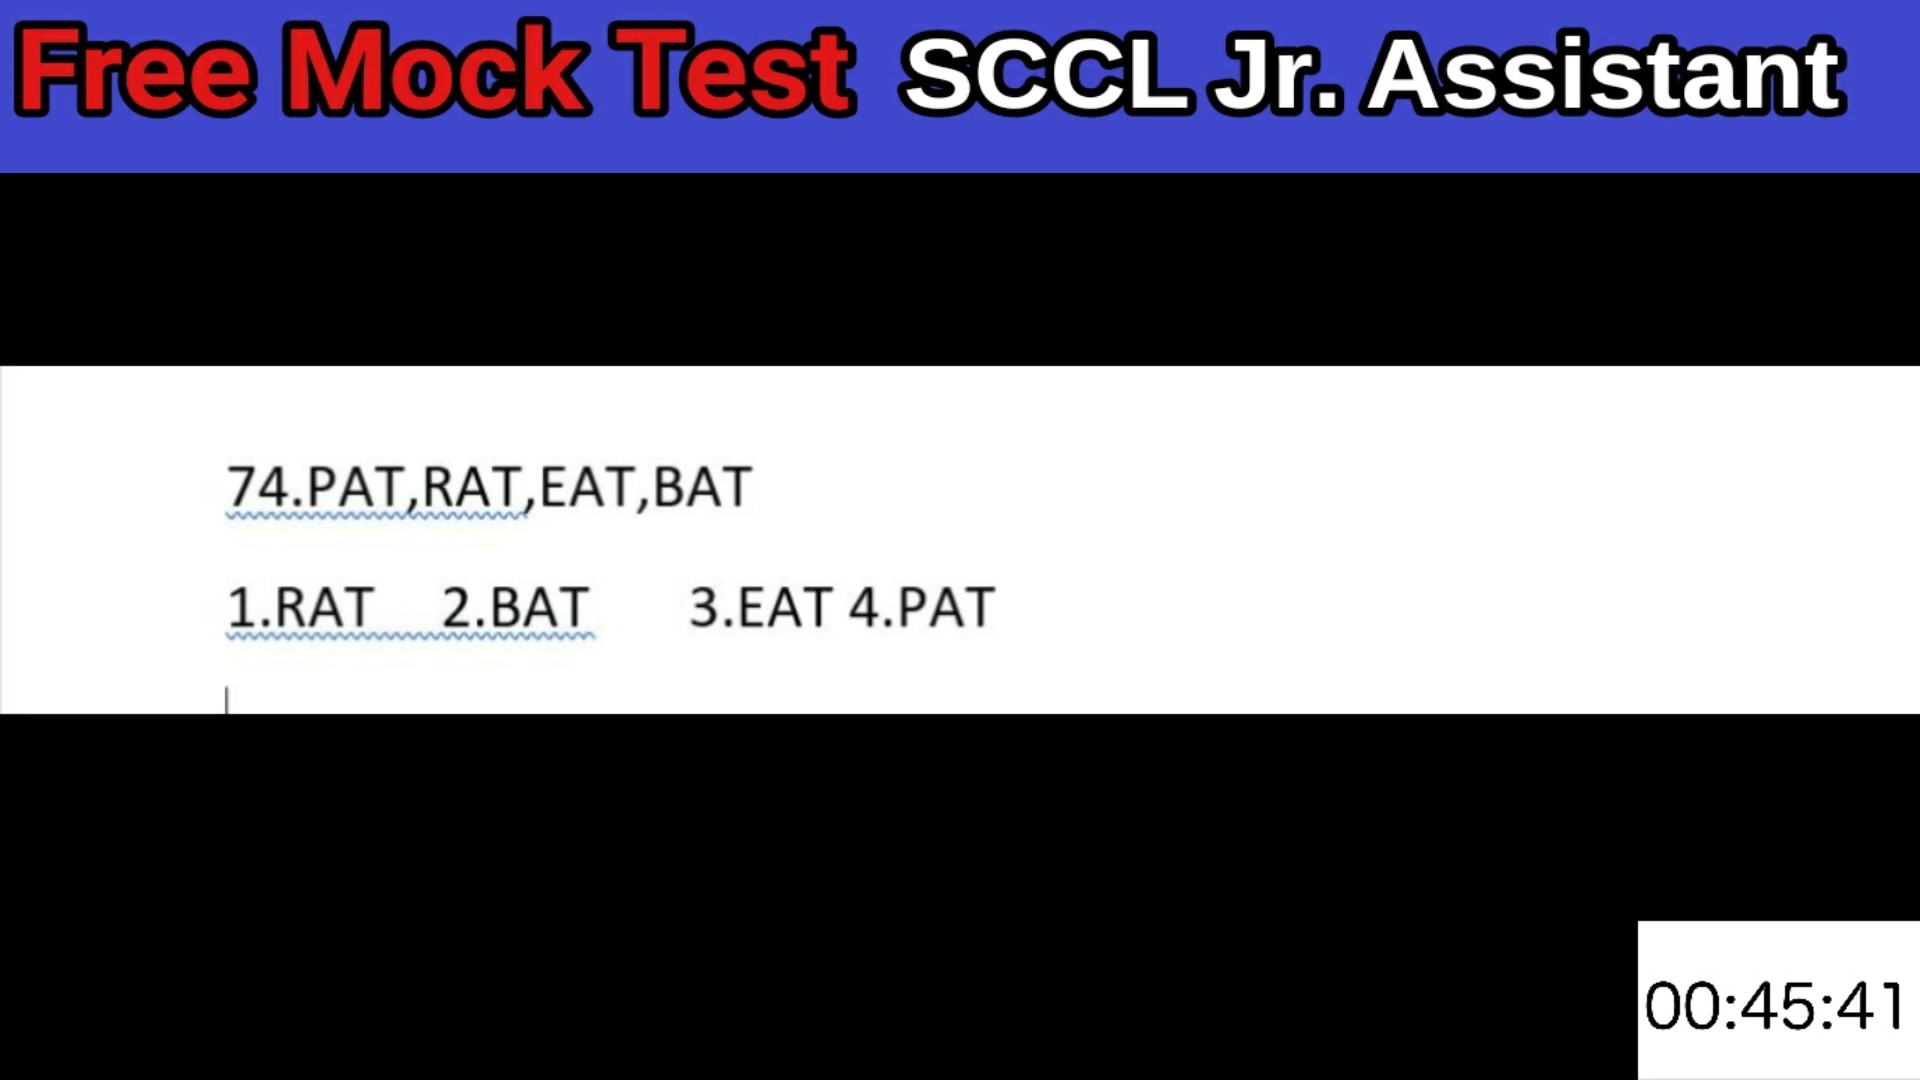 Free Mock Test SCCL Jr. Assistant
74.PAT,RAT,EAT,BAT
1.RAT 2.BAT 3.EAT 4.PAT
00:45:41